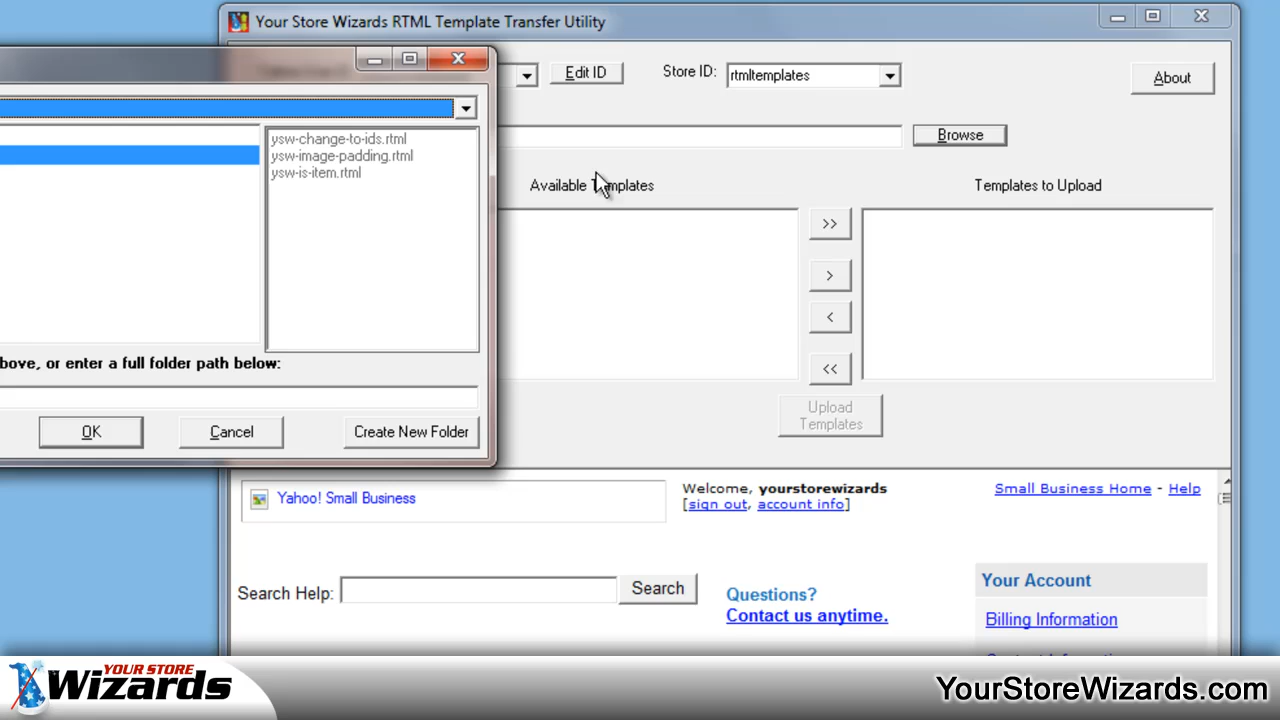 Your Store Wizards RTML Template Transfer Utility
Edit ID
Store ID:
rtmltemplates
About
Browse
ysw-change-to-ids.rtml
ysw-image-padding.rtml
ysw-is-item.rtml
Available Templates
Templates to Upload
>>
>
<
<<
bove, or enter a full folder path below:
OK
Cancel
Create New Folder
Upload
Templates
Yahoo! Small Business
Welcome, yourstorewizards
[sign out, account info]
Small Business Home - Help
Search Help:
Search
Questions?
Contact us anytime.
Your Account
Billing Information
YOUR STORE
Wizards
YourStoreWizards.com